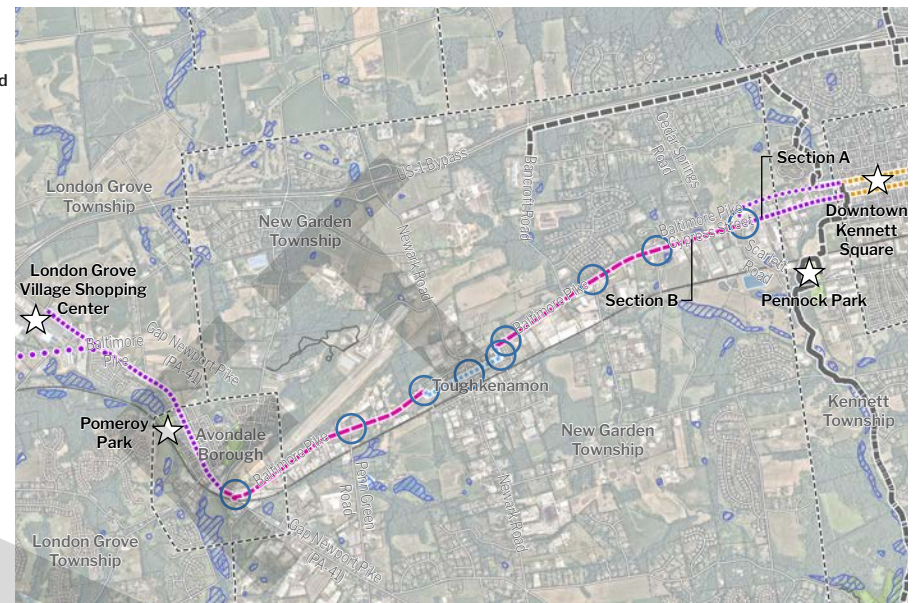 d
London Grove
Township
New Garden
Township
US-1 Bypass
Bancroft Road
Cedar Springs
Road
Section A
Baltimore Pike
Cypress Street
Downtown
Kennett
Square
Scarlett
Road
Newark Road
London Grove
Village Shopping
Center
Section B
Pennock Park
Baltimore Pike
Baltimore
Pike
Gap Newport Pike
(PA-41)
Toughkenamon
Kennett
Township
Pomeroy
Park
Avondale
Borough
Baltimore Pike
New Garden
Township
Penn Green
Road
Newark Road
London Grove
Township
Gap Newport Pike
(PA-41)